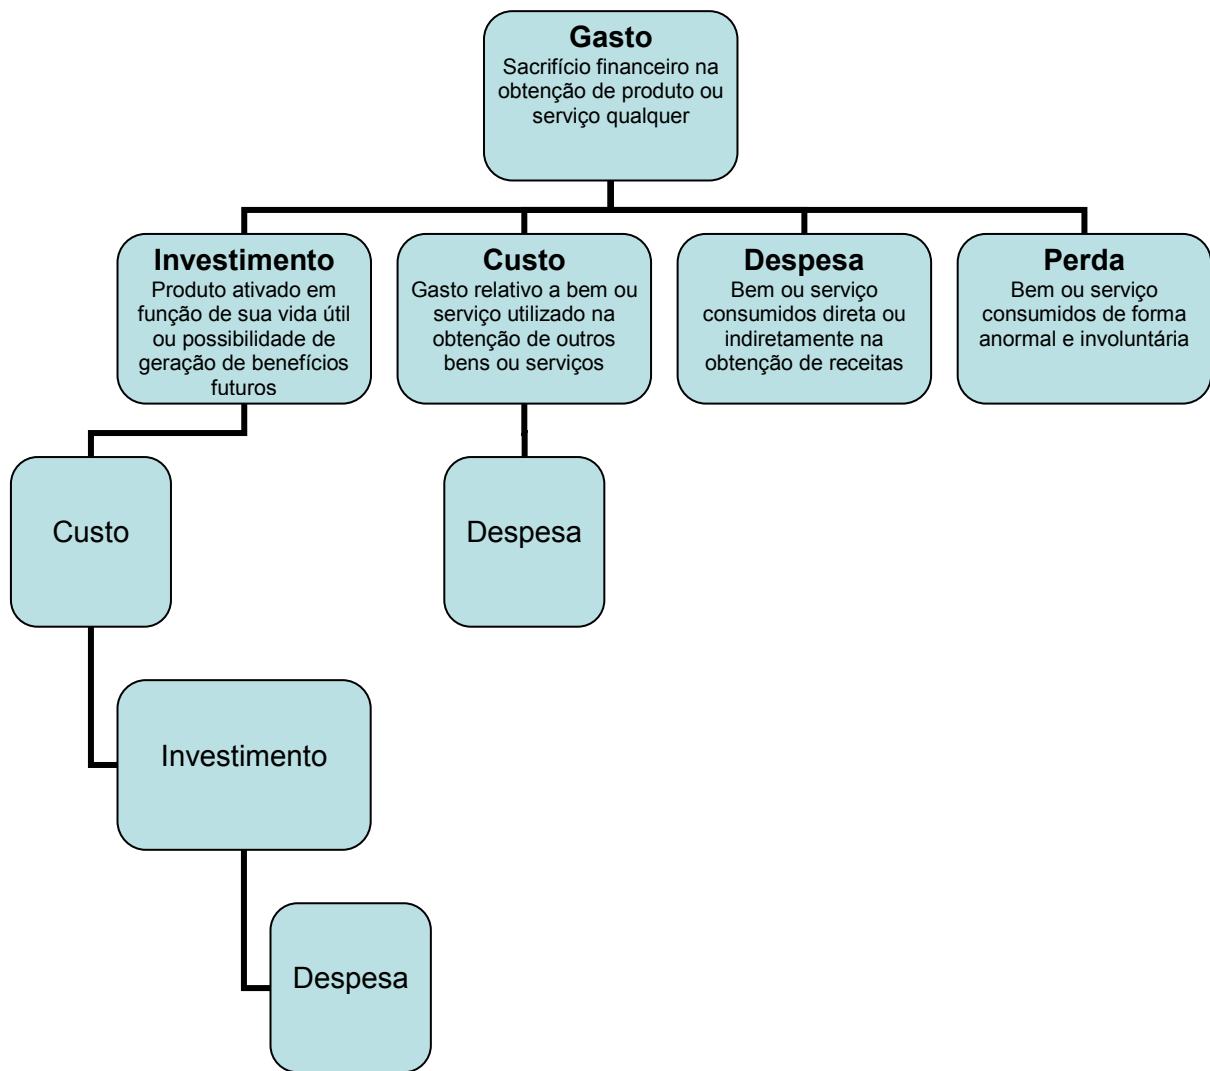 Gasto
Sacrifício financeiro na
obtenção de produto ou
serviço qualquer
Investimento
Produto ativado em
função de sua vida útil
ou possibilidade de
geração de benefícios
futuros
Custo
Gasto relativo a bem ou
serviço utilizado na
obtenção de outros
bens ou serviços
Despesa
Bem ou serviço
consumidos direta ou
indiretamente na
obtenção de receitas
Perda
Bem ou serviço
consumidos de forma
anormal e involuntária
Custo
Despesa
Investimento
Despesa